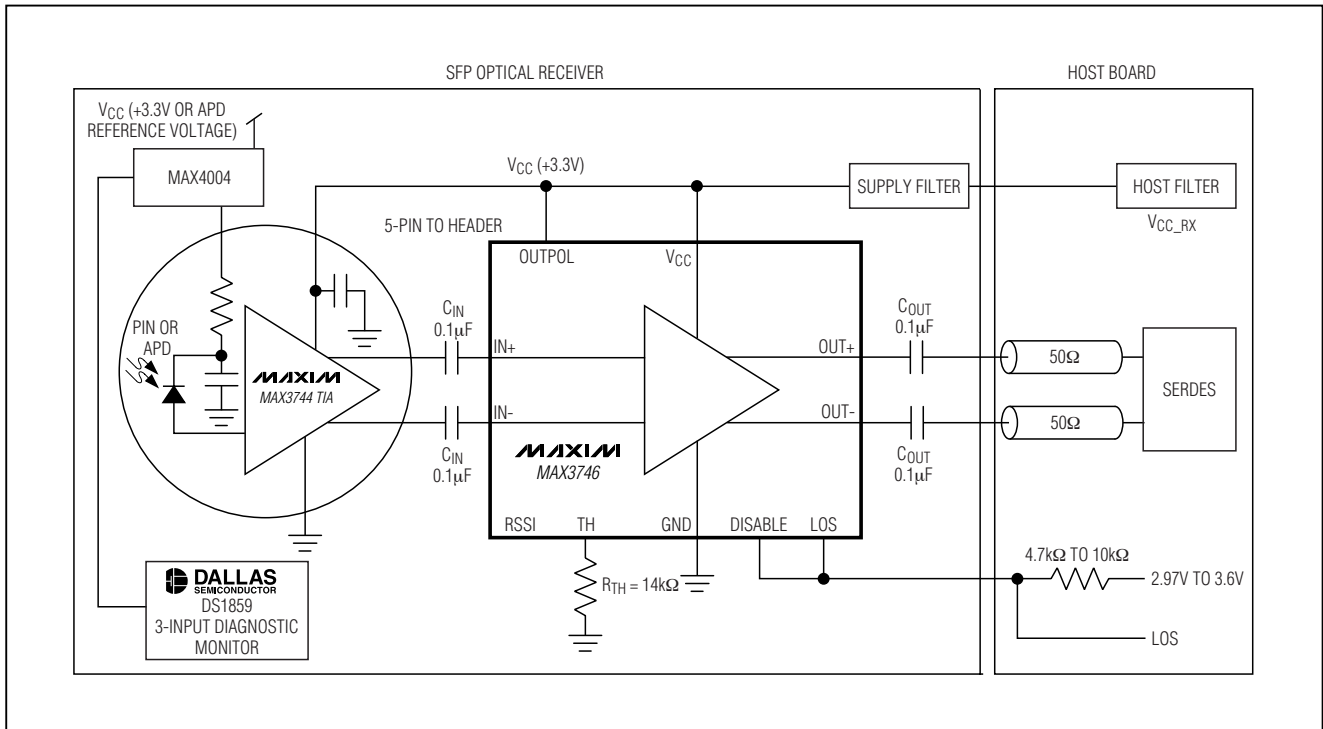 SFP OPTICAL RECEIVER
HOST BOARD
VCC (+3.3V OR APD
REFERENCE VOLTAGE)
MAX4004
VCC (+3.3V)
SUPPLY FILTER
HOST FILTER
VCC_RX
5-PIN TO HEADER
OUTPOL
VCC
PIN OR
APD
MAXIM
MAX3744 TIA
CIN
0.1µF
IN+
IN-
CIN
0.1µF
MAXIM
MAX3746
OUT+
OUT-
COUT
0.1µF
COUT
0.1µF
50Ω
50Ω
SERDES
RSSI
TH
GND
DISABLE
LOS
RTH = 14kΩ
4.7kΩ TO 10kΩ
2.97V TO 3.6V
LOS
DALLAS
SEMICONDUCTOR
DS1859
3-INPUT DIAGNOSTIC
MONITOR